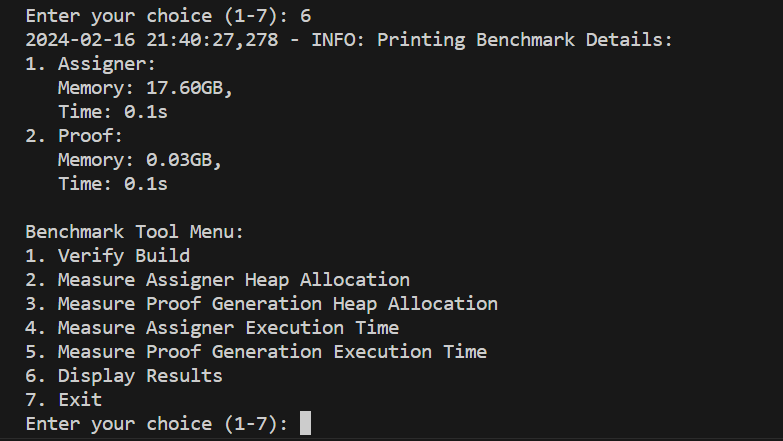 Enter your choice (1-7): 6
2024-02-16 21:40:27,278 - INFO: Printing Benchmark Details:
1. Assigner:
   Memory: 17.60GB,
   Time: 0.1s
2. Proof:
   Memory: 0.03GB,
   Time: 0.1s

Benchmark Tool Menu:
1. Verify Build
2. Measure Assigner Heap Allocation
3. Measure Proof Generation Heap Allocation
4. Measure Assigner Execution Time
5. Measure Proof Generation Execution Time
6. Display Results
7. Exit
Enter your choice (1-7):